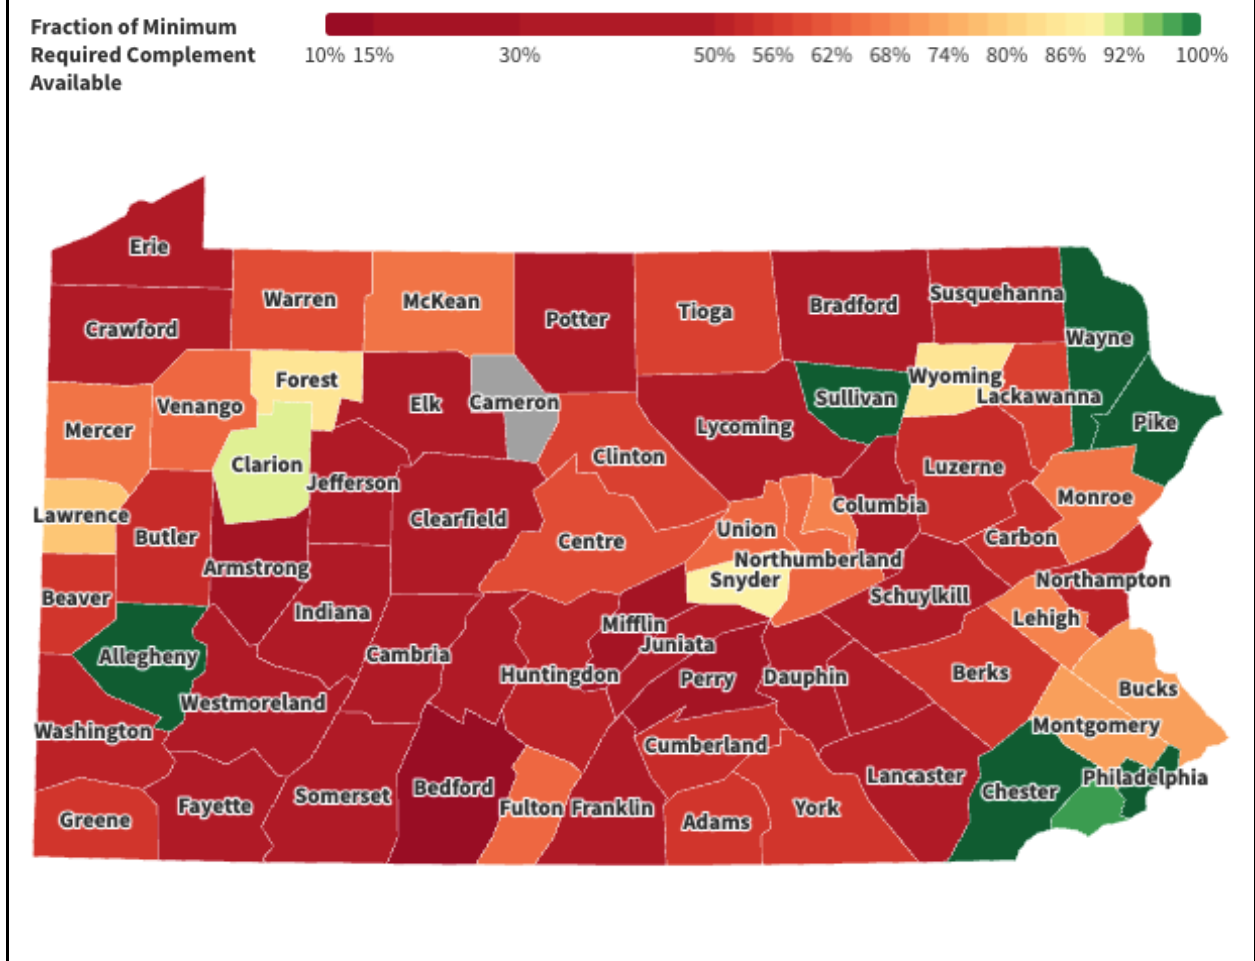 Fraction of Minimum
Required Complement
Available
10% 15% 30% 50% 56% 62% 68% 74% 80% 86% 92% 100%
Erie
Warren
McKean
Potter
Tioga
Bradford
Susquehanna
Crawford
Wayne
Forest
Wyoming
Venango
Elk
Cameron
Sullivan
Lackawanna
Mercer
Lycoming
Pike
Clarion
Clinton
Luzerne
Jefferson
Monroe
Lawrence
Clearfield
Columbia
Butler
Centre
Union
Carbon
Armstrong
Northumberland
Snyder
Northampton
Beaver
Indiana
Schuylkill
Mifflin
Lehigh
Allegheny
Cambria
Juniata
Huntingdon
Perry
Dauphin
Berks
Bucks
Westmoreland
Washington
Cumberland
Montgomery
Somerset
Bedford
Lancaster
Philadelphia
Greene
Fayette
Fulton
Franklin
Adams
York
Chester